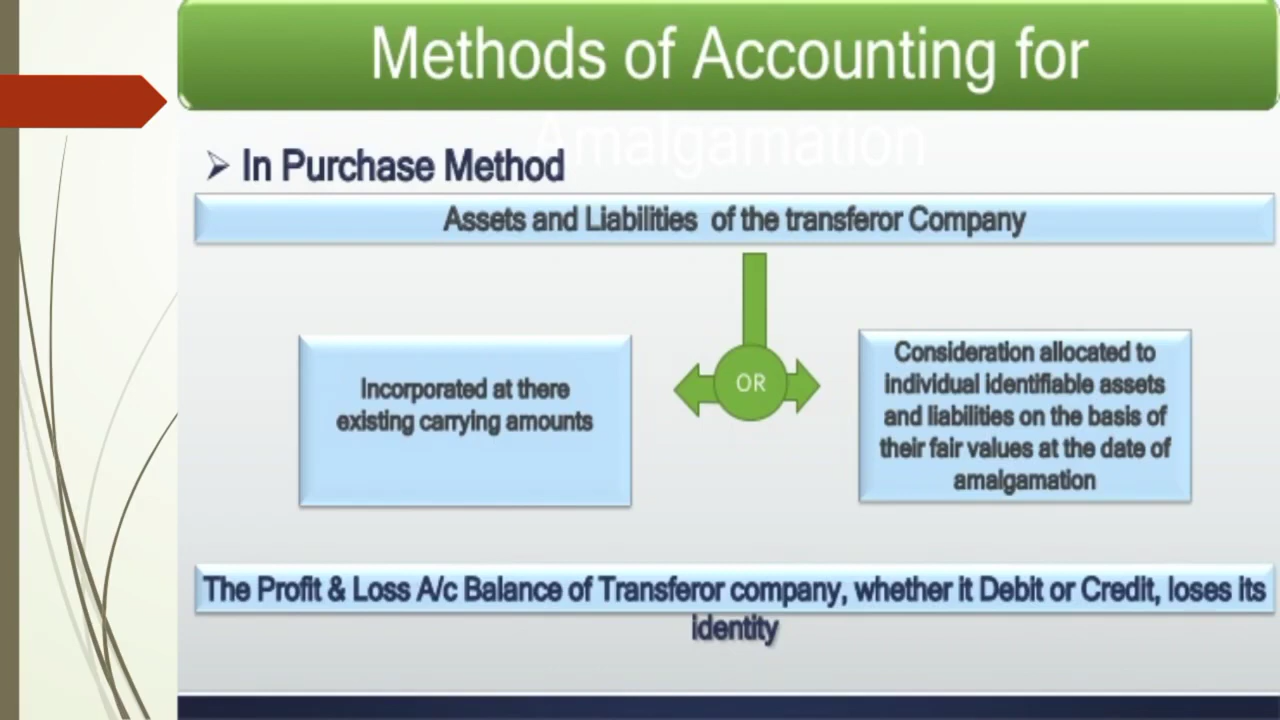 Methods of Accounting for
Amalgamation
In Purchase Method
Assets and Liabilities of the transferor Company
Incorporated at there
existing carrying amounts
OR
Consideration allocated to
individual identifiable assets
and liabilities on the basis of
their fair values at the date of
amalgamation
The Profit & Loss A/c Balance of Transferor company, whether it Debit or Credit, loses its
identity